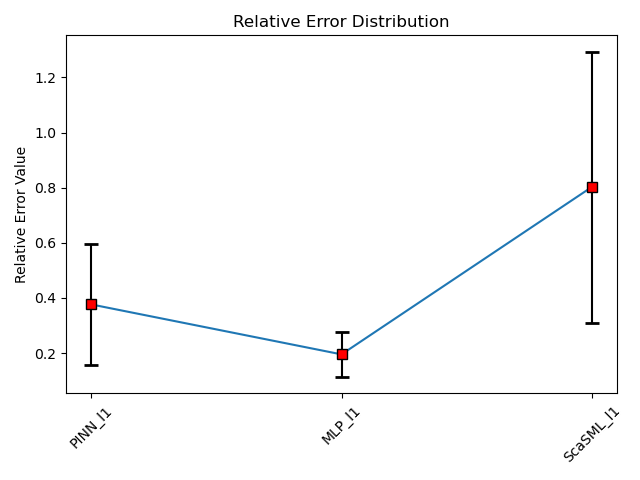 Relative Error Distribution
Relative Error Value
1.2
1.0
0.8
0.6
0.4
0.2
PINN_l1
MLP_l1
ScaSML_l1